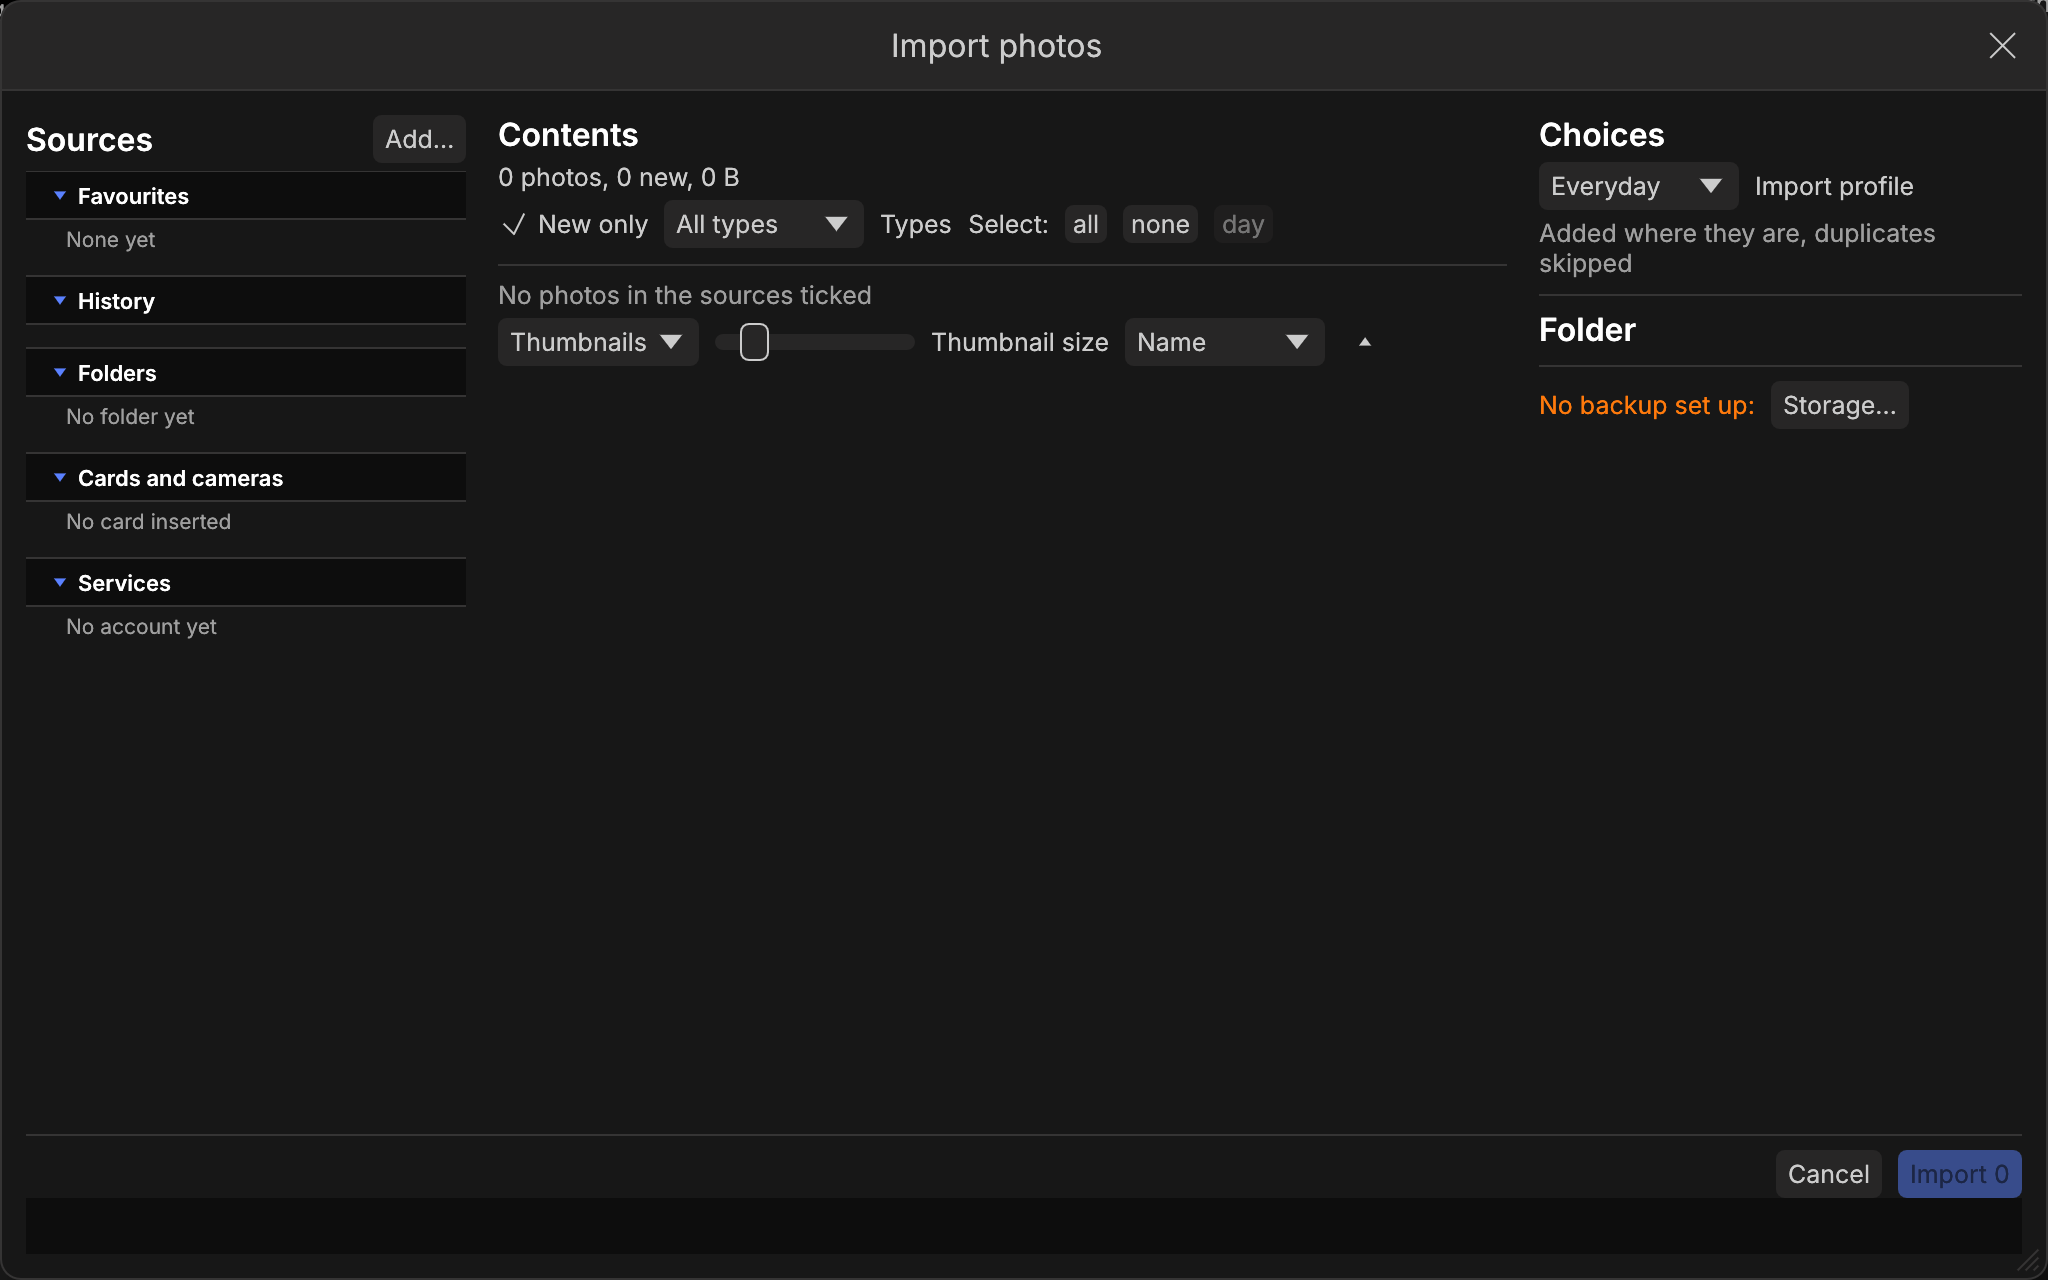 Import photos
Sources
Add...
Favourites
None yet
History
Folders
No folder yet
Cards and cameras
No card inserted
Services
No account yet
Contents
0 photos, 0 new, 0 B
New only
All types
Types
Select:
all
none
day
No photos in the sources ticked
Thumbnails
Thumbnail size
Name
Choices
Everyday
Import profile
Added where they are, duplicates
skipped
Folder
No backup set up:
Storage...
Cancel
Import 0